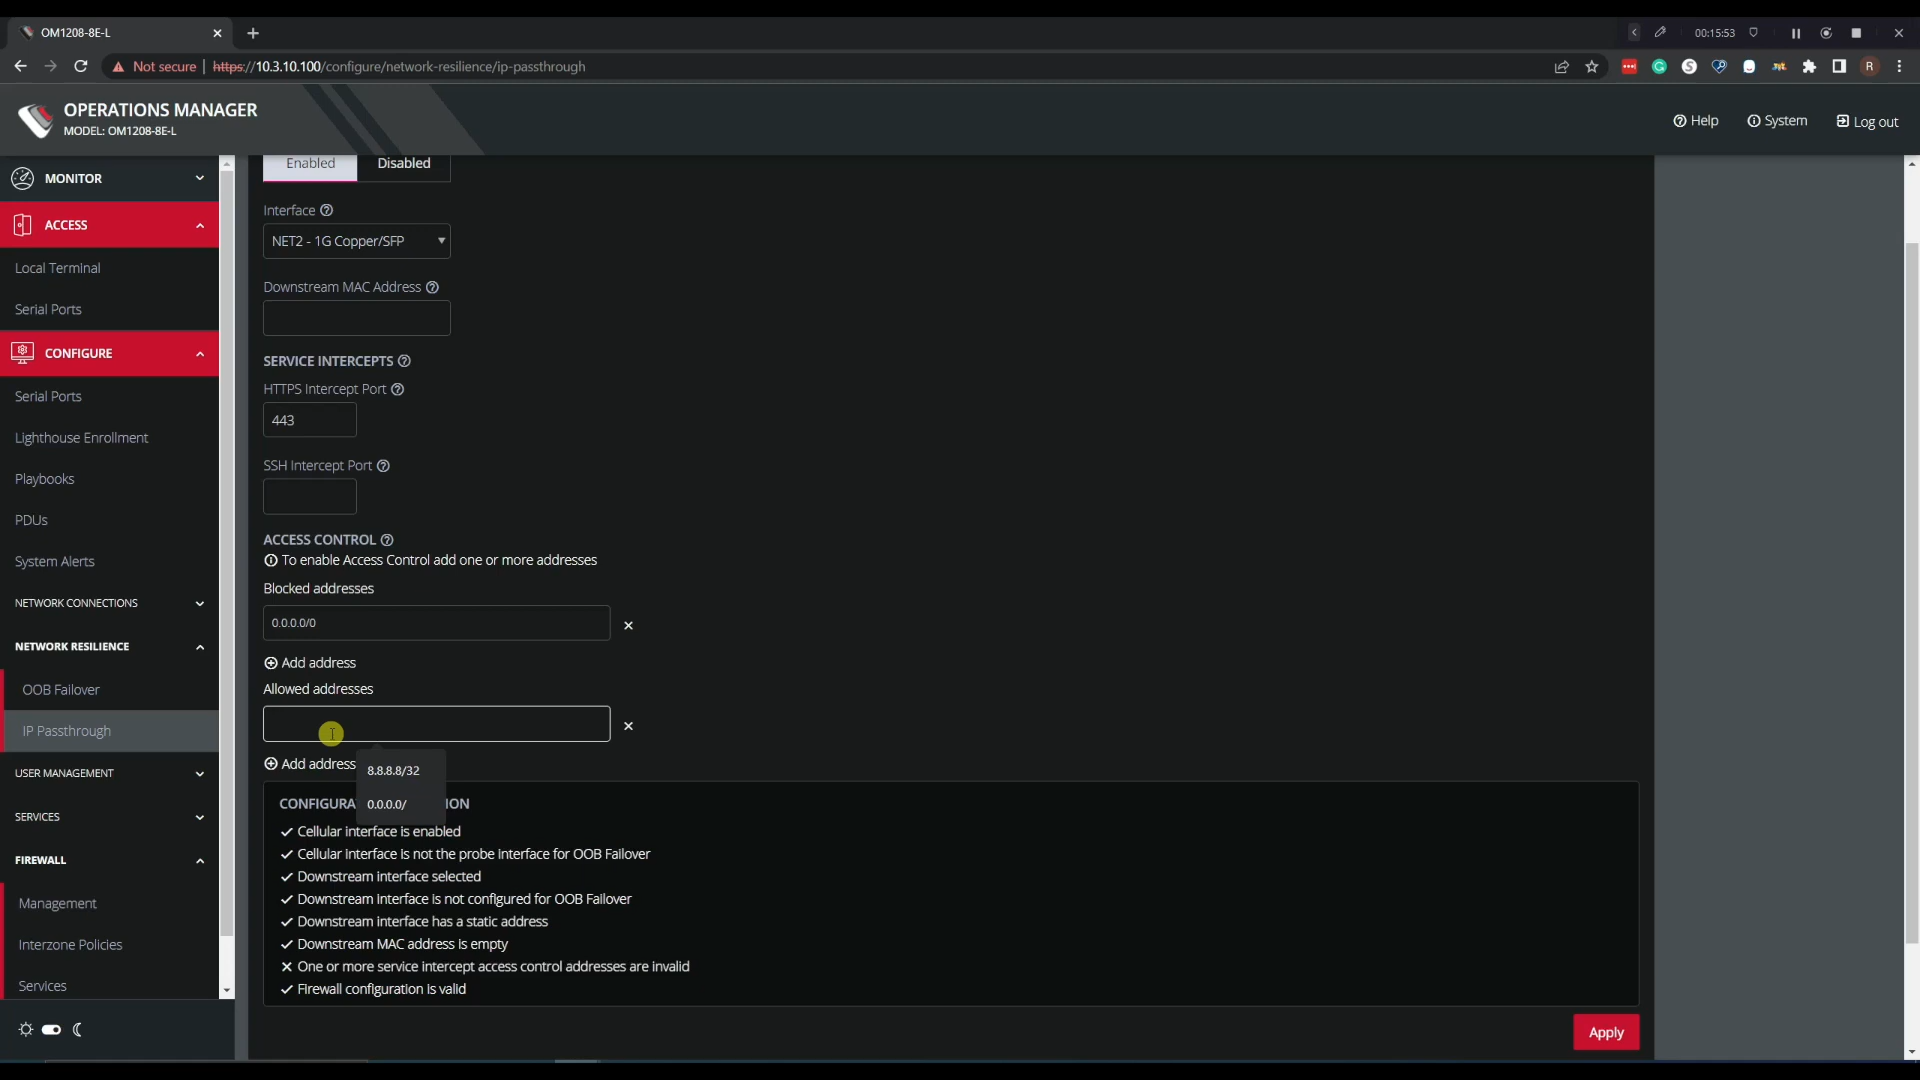 OM1208-8E-L
00:15:53
Not secure | https://10.3.10.100/configure/network-resilience/ip-passthrough
R
OPERATIONS MANAGER
MODEL: OM1208-8E-L
Help
System
Log out
MONITOR
ACCESS
Local Terminal
Serial Ports
CONFIGURE
Serial Ports
Lighthouse Enrollment
Playbooks
PDUs
System Alerts
NETWORK CONNECTIONS
NETWORK RESILIENCE
OOB Failover
IP Passthrough
USER MANAGEMENT
SERVICES
FIREWALL
Management
Interzone Policies
Services
Enabled
Disabled
Interface
NET2 - 1G Copper/SFP
Downstream MAC Address
SERVICE INTERCEPTS
HTTPS Intercept Port
443
SSH Intercept Port
ACCESS CONTROL
To enable Access Control add one or more addresses
Blocked addresses
0.0.0.0/0
Add address
Allowed addresses
Add address
8.8.8.8/32
0.0.0.0/
CONFIGURA ION
Cellular interface is enabled
Cellular interface is not the probe interface for OOB Failover
Downstream interface selected
Downstream interface is not configured for OOB Failover
Downstream interface has a static address
Downstream MAC address is empty
One or more service intercept access control addresses are invalid
Firewall configuration is valid
Apply